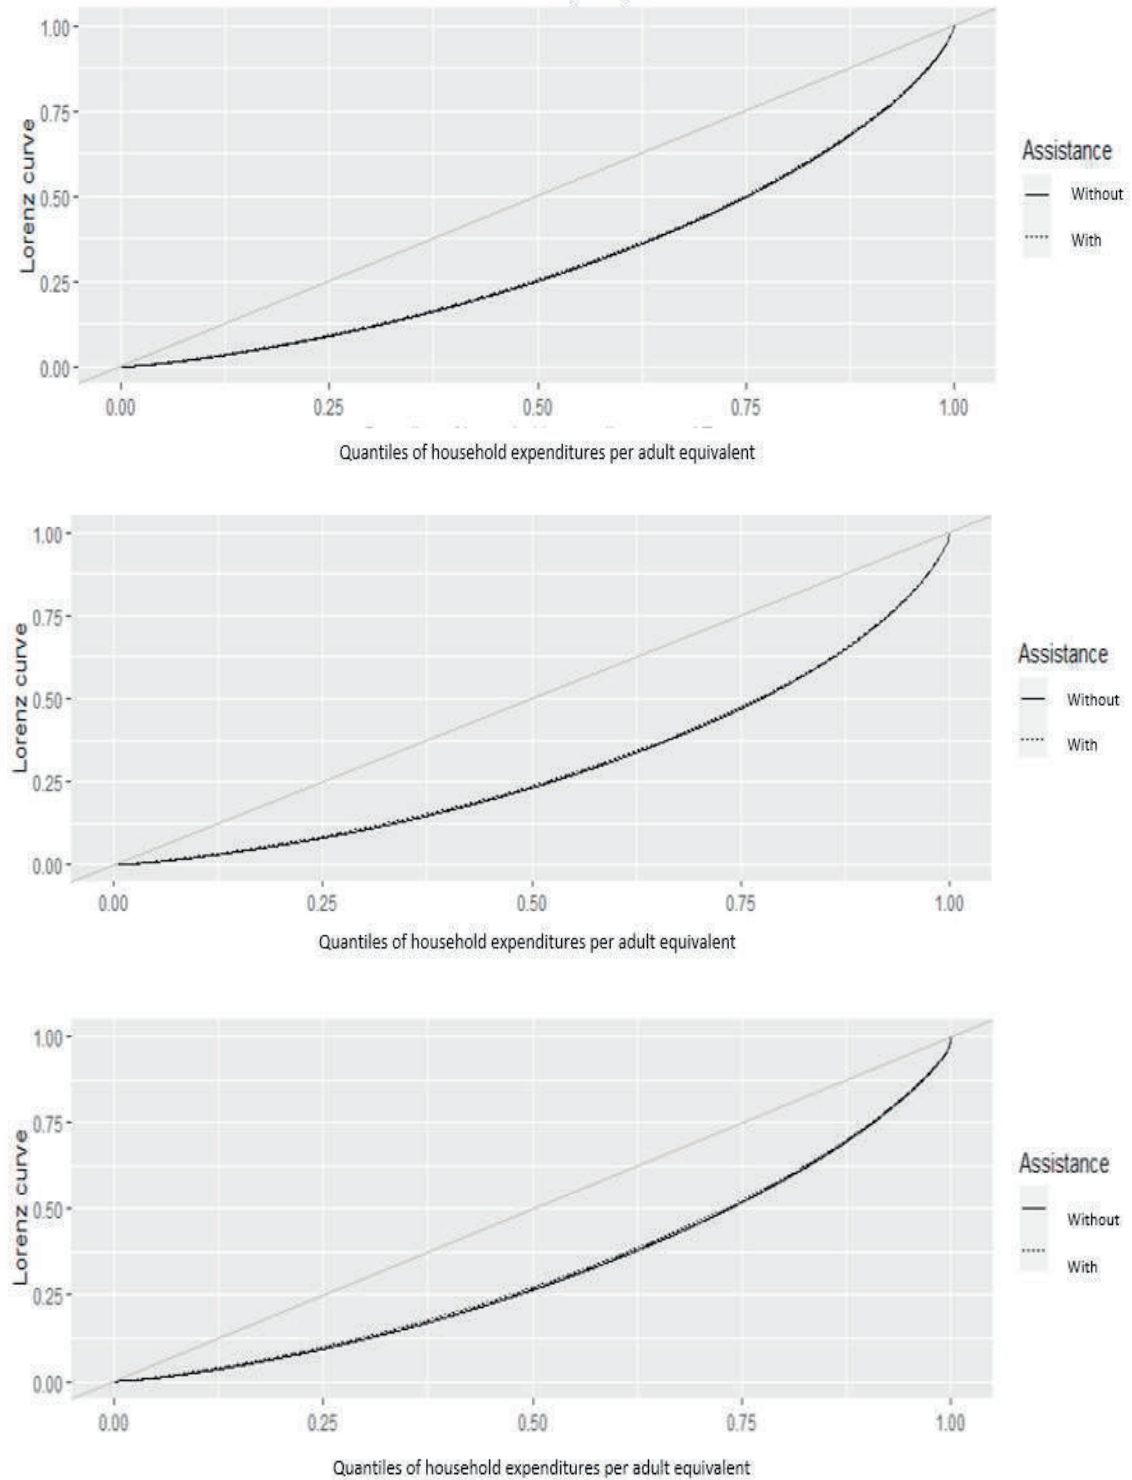 1.00
0.75
0.50
0.25
0.00
Lorenz curve
0.00 0.25 0.50 0.75 1.00
Quantiles of household expenditures per adult equivalent
Assistance
Without
With
1.00
0.75
0.50
0.25
0.00
Lorenz curve
0.00 0.25 0.50 0.75 1.00
Quantiles of household expenditures per adult equivalent
Assistance
Without
With
1.00
0.75
0.50
0.25
0.00
Lorenz curve
0.00 0.25 0.50 0.75 1.00
Quantiles of household expenditures per adult equivalent
Assistance
Without
With